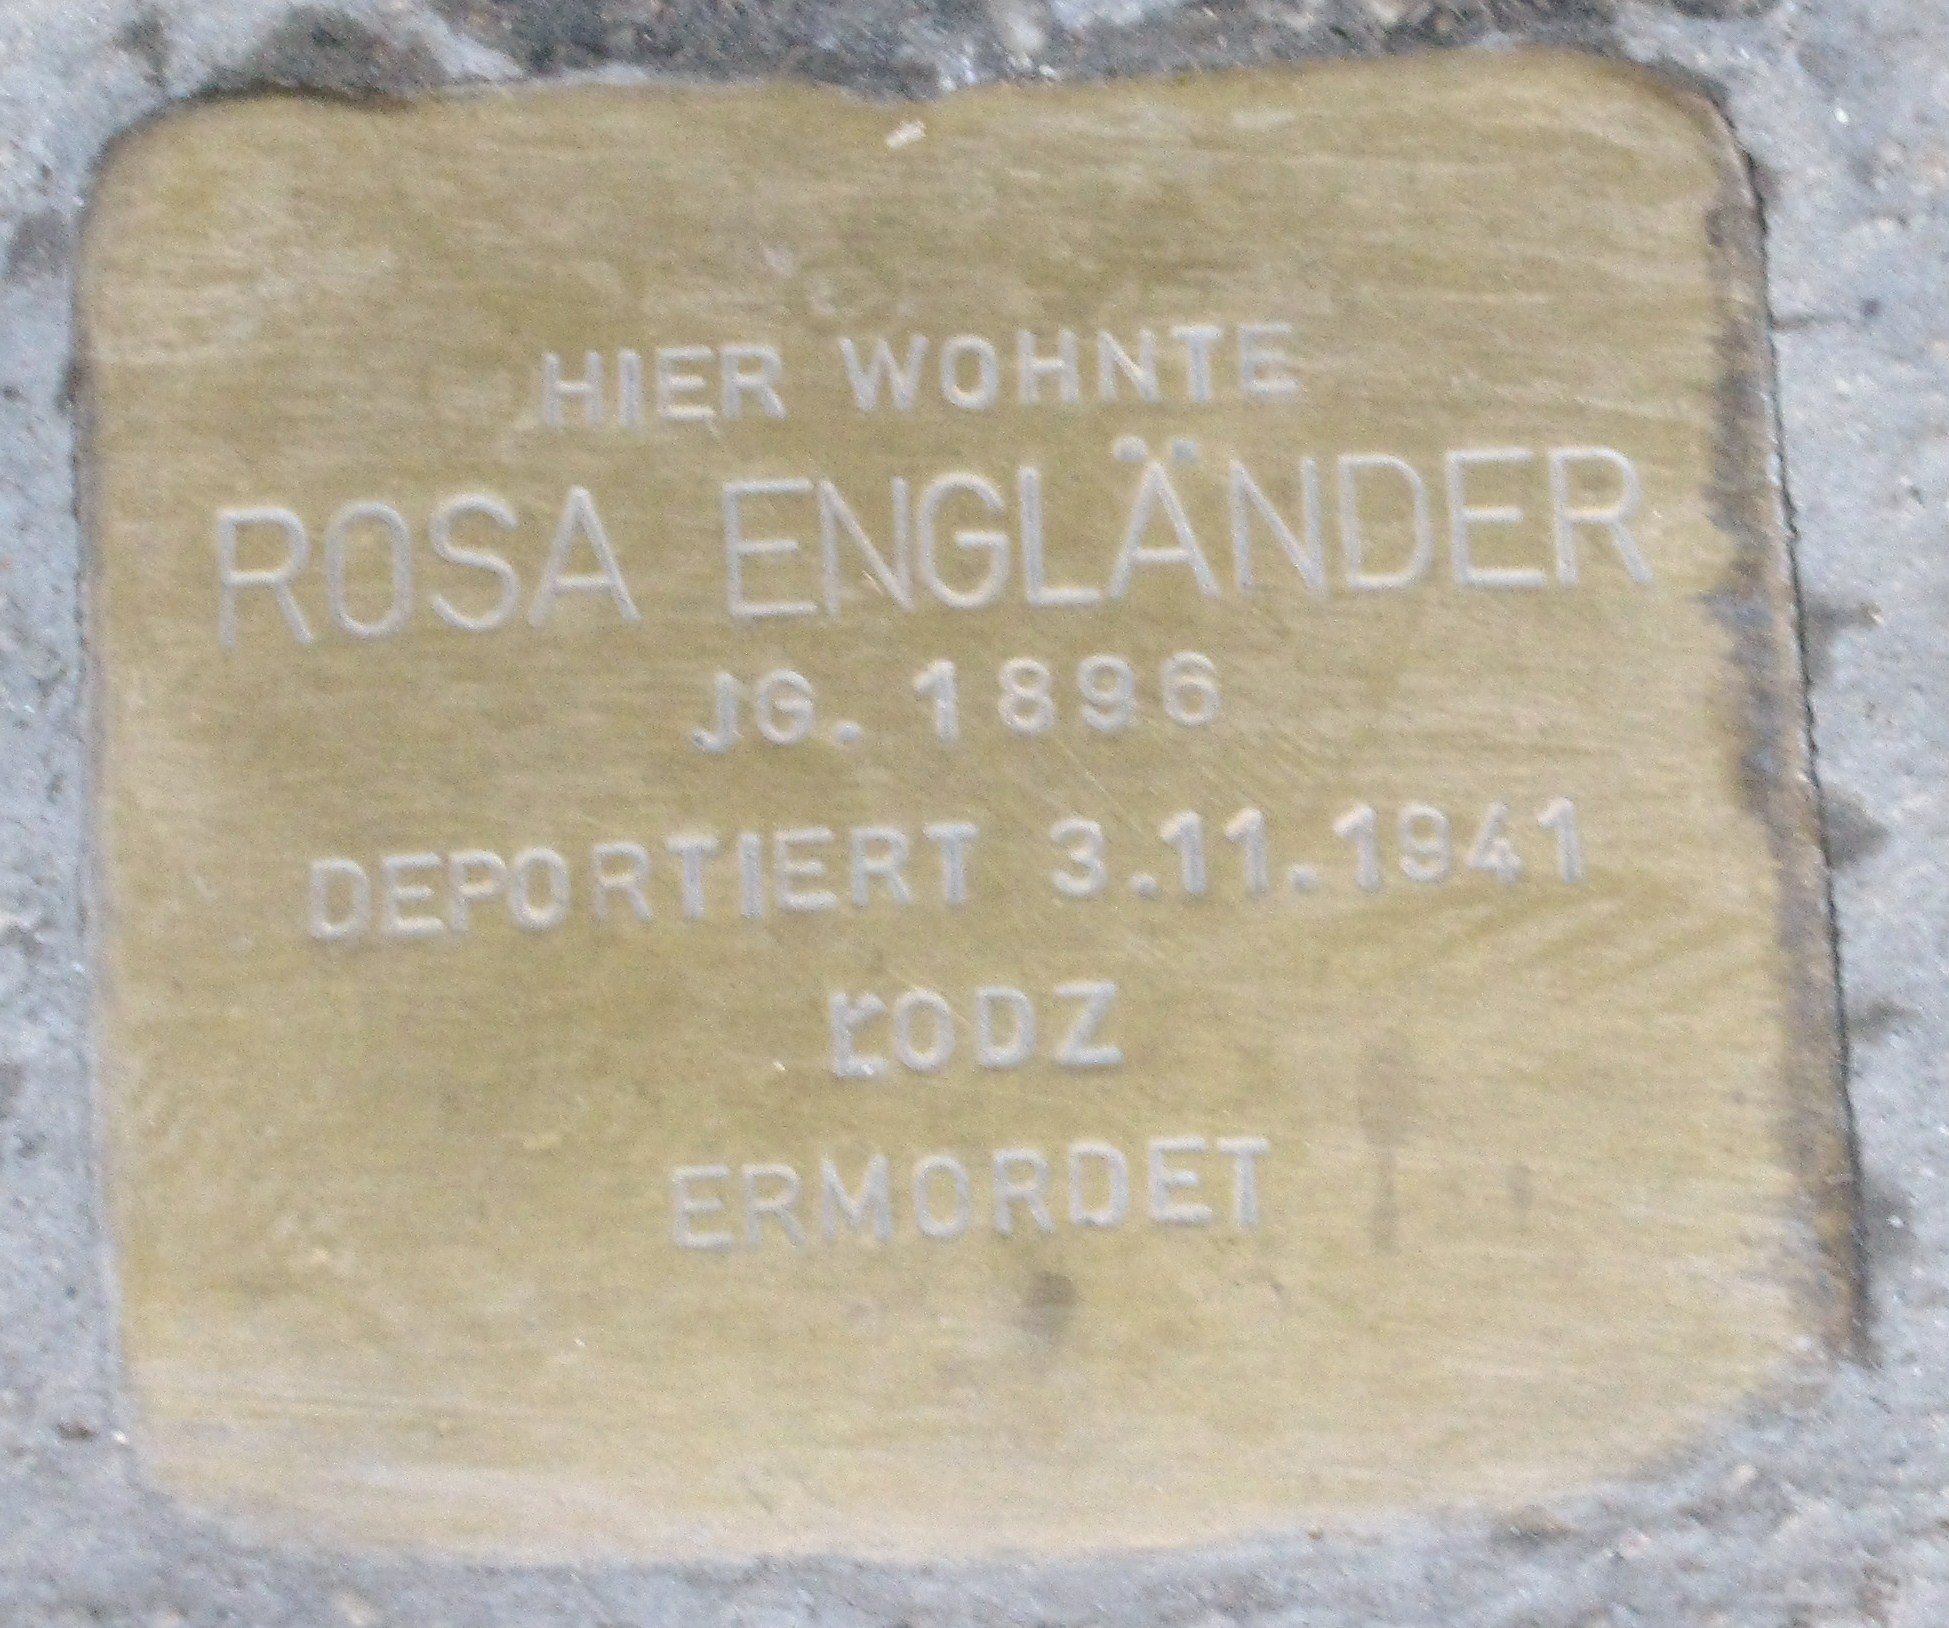 HIER WOHNTE
ROSA ENGLÄNDER
JG. 1896
DEPORTIERT 3.11.1941
ŁODZ
ERMORDET